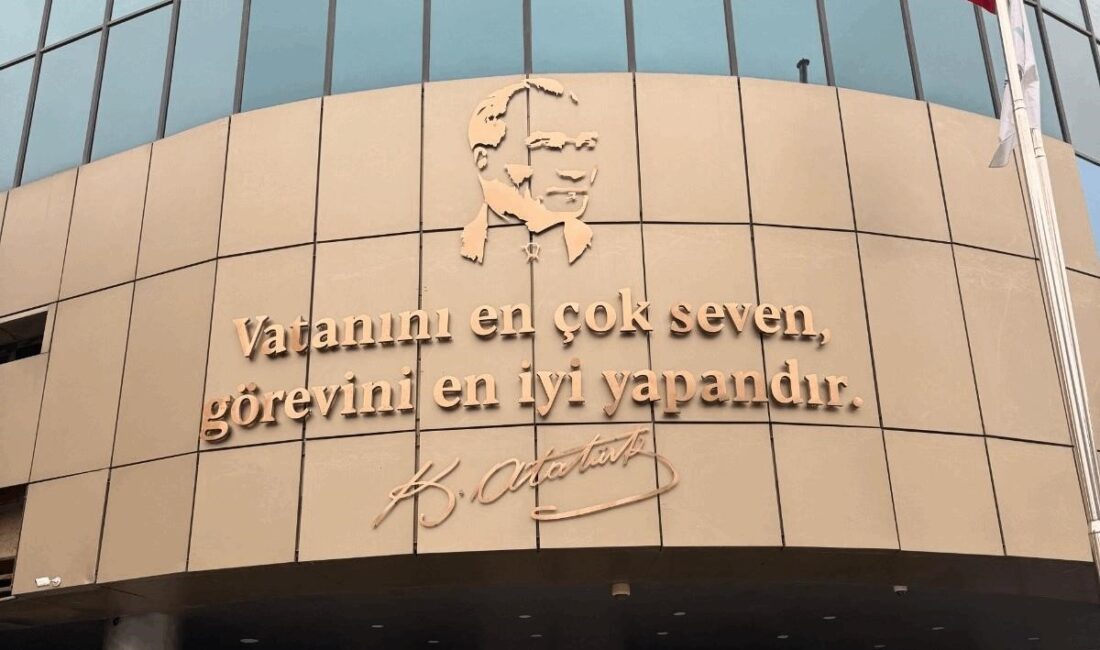 Vatanını en çok seven,
görevini en iyi yapandır.
K. Atatürk